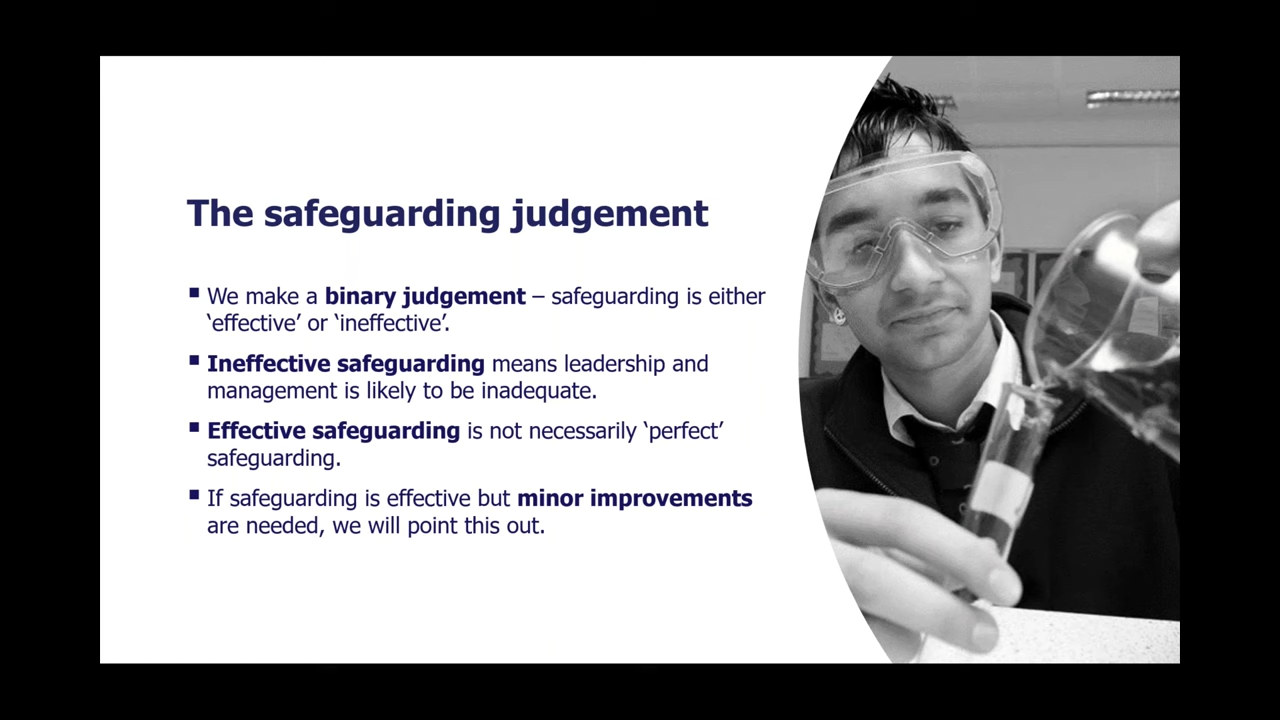 The safeguarding judgement
▪ We make a binary judgement – safeguarding is either
‘effective’ or ‘ineffective’.
▪ Ineffective safeguarding means leadership and
management is likely to be inadequate.
▪ Effective safeguarding is not necessarily ‘perfect’
safeguarding.
▪ If safeguarding is effective but minor improvements
are needed, we will point this out.